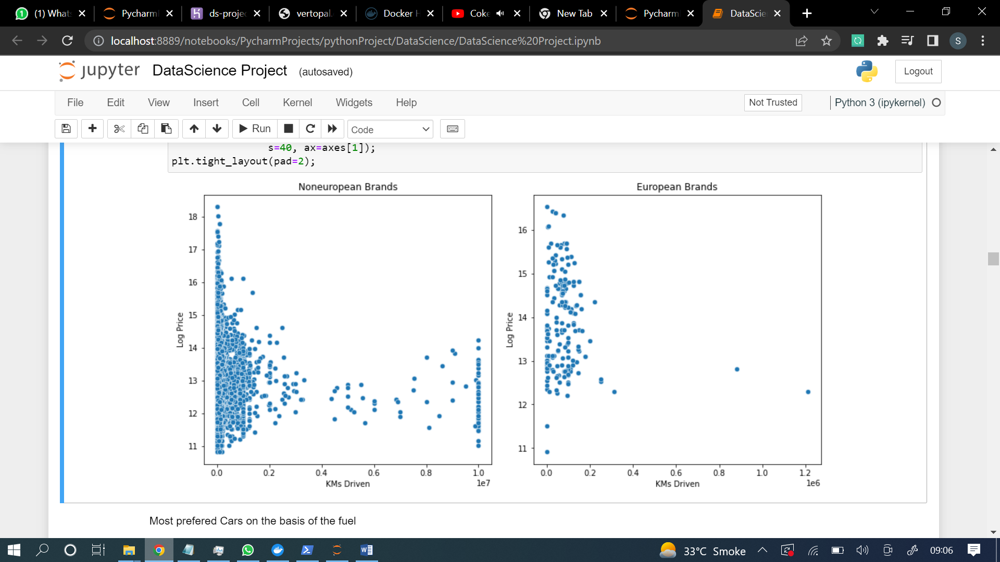 (1) What
Pycharm
ds-projec
vertopal.
Docker H
Coke
New Tab
Pycharm
DataScie
localhost:8889/notebooks/PycharmProjects/pythonProject/DataScience/DataScience%20Project.ipynb
S
jupyter DataScience Project (autosaved)
Logout
File Edit View Insert Cell Kernel Widgets Help
Not Trusted
Python 3 (ipykernel)
Run
Code
s=40, ax=axes[1]);
plt.tight_layout(pad=2);
Noneuropean Brands
18
17
16
15
14
13
12
11
Log Price
0.0 0.2 0.4 0.6 0.8 1.0
KMs Driven
1e7
European Brands
16
15
14
13
12
11
Log Price
0.0 0.2 0.4 0.6 0.8 1.0 1.2
KMs Driven
1e6
Most prefered Cars on the basis of the fuel
33°C Smoke
09:06